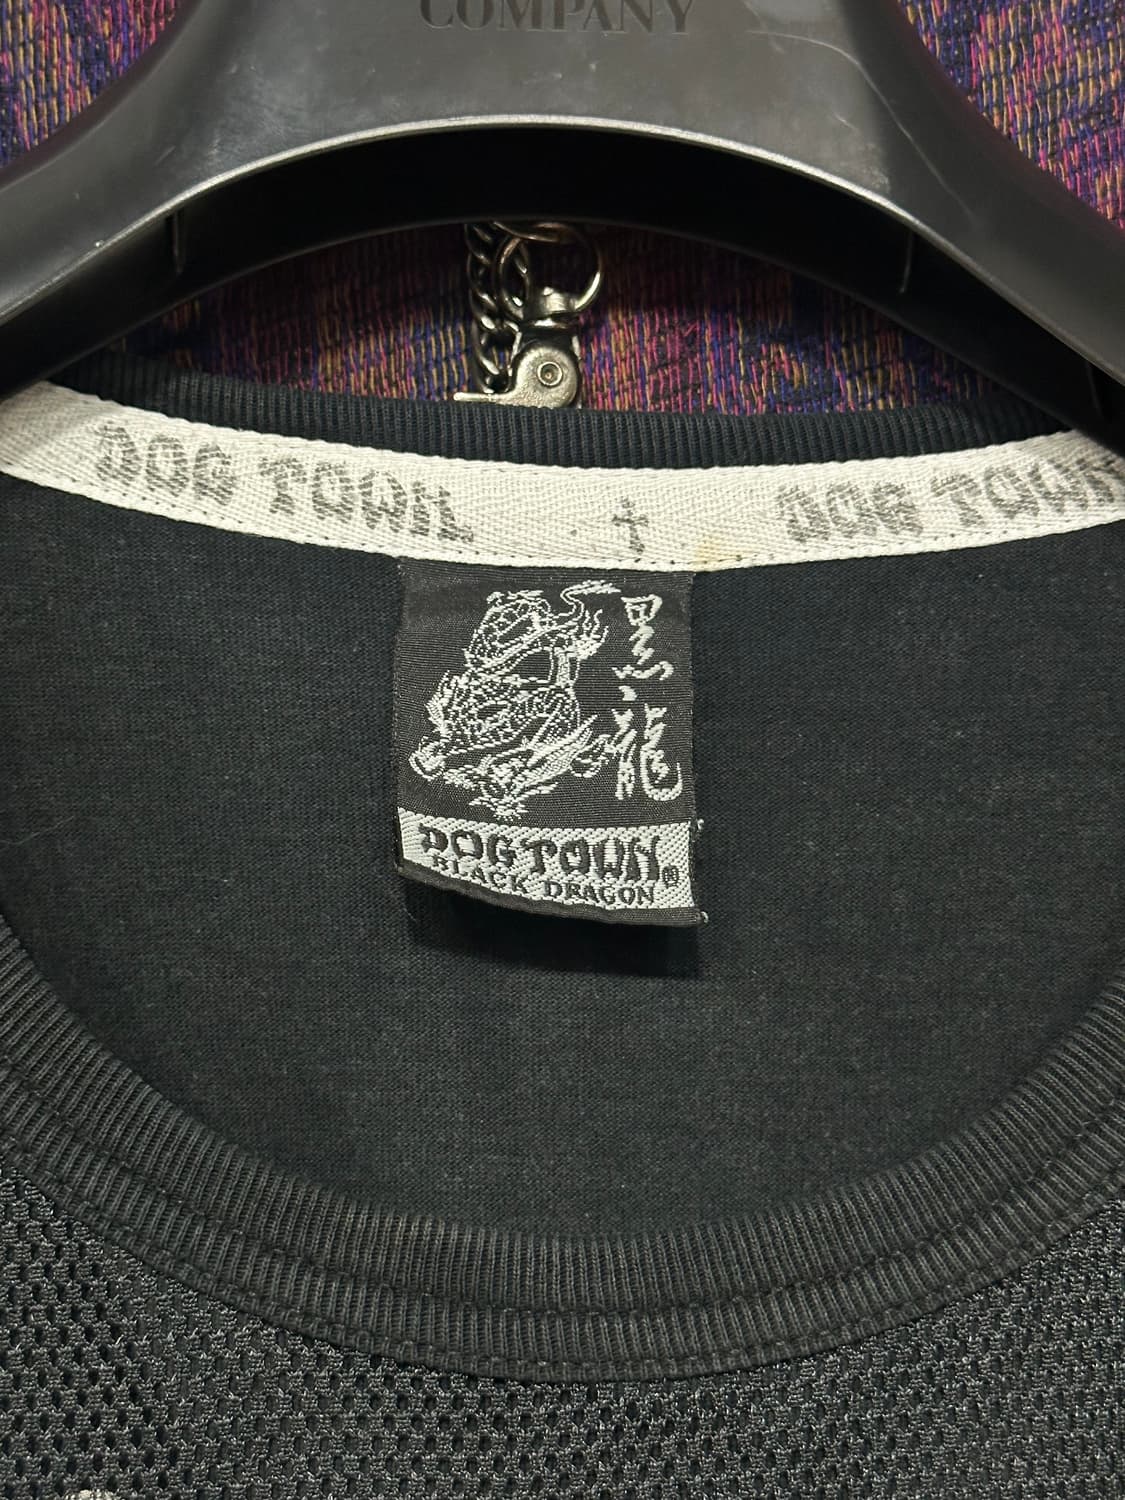 COMPANY
DOG TOWN † DOG TOWN
黒龍
DOG TOWN®
BLACK DRAGON